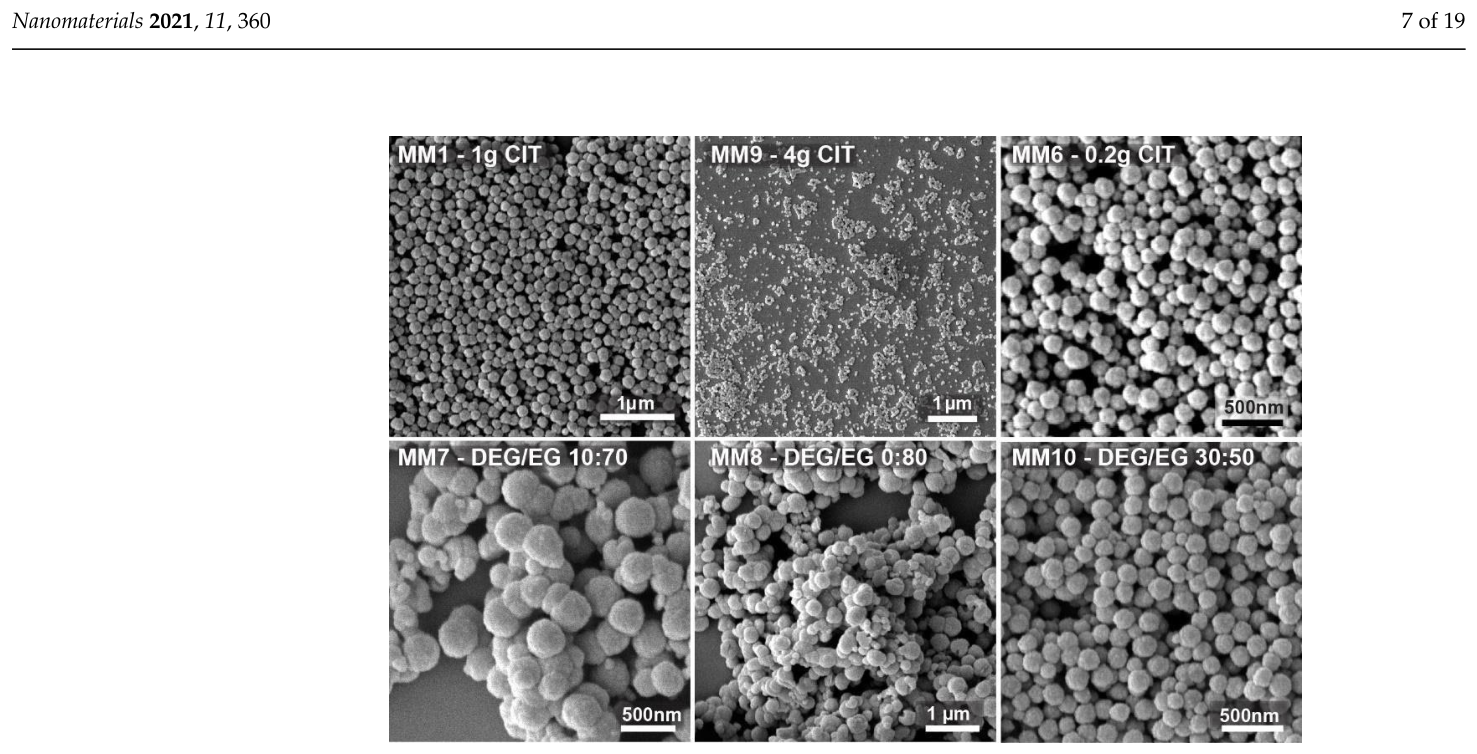 Nanomaterials 2021, 11, 360
7 of 19
MM1 - 1g CIT
MM9 - 4g CIT
MM6 - 0.2g CIT
1µm
1 µm
500nm
MM7 - DEG/EG 10:70
MM8 - DEG/EG 0:80
MM10 - DEG/EG 30:50
500nm
1 µm
500nm